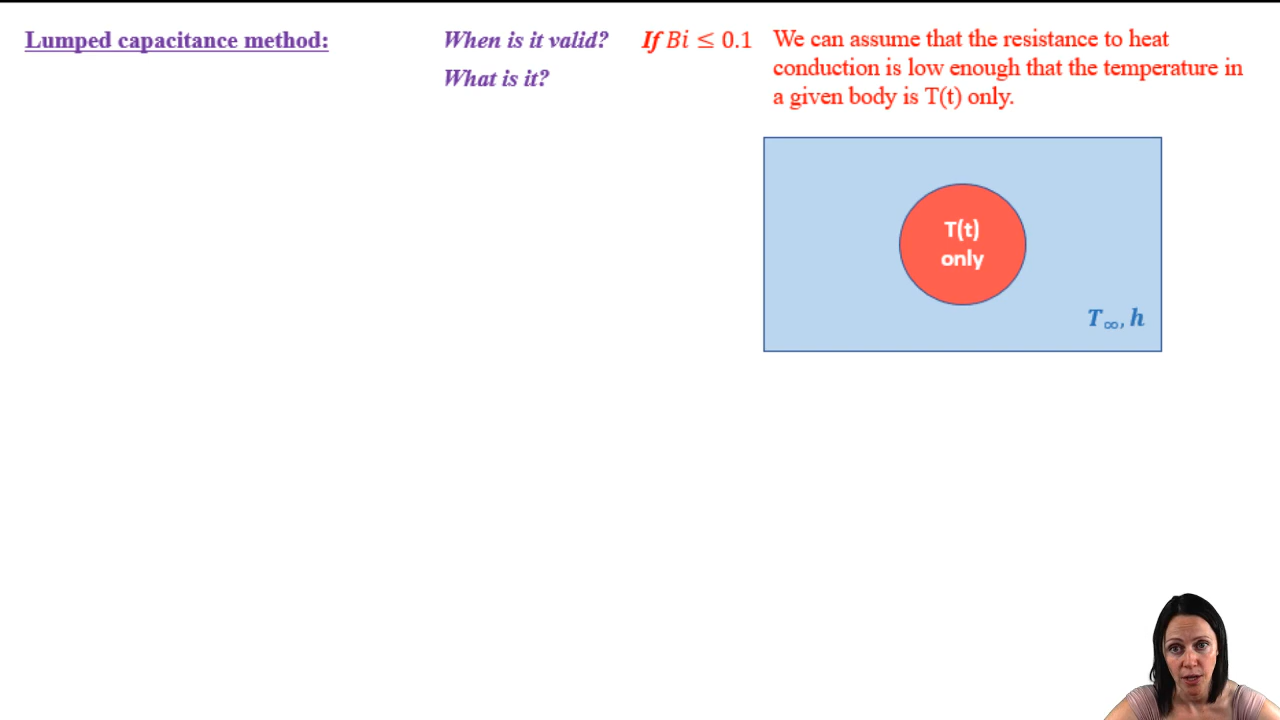 Lumped capacitance method:
When is it valid?
If Bi ≤ 0.1
We can assume that the resistance to heat
conduction is low enough that the temperature in
a given body is T(t) only.
What is it?
T(t)
only
T∞, h